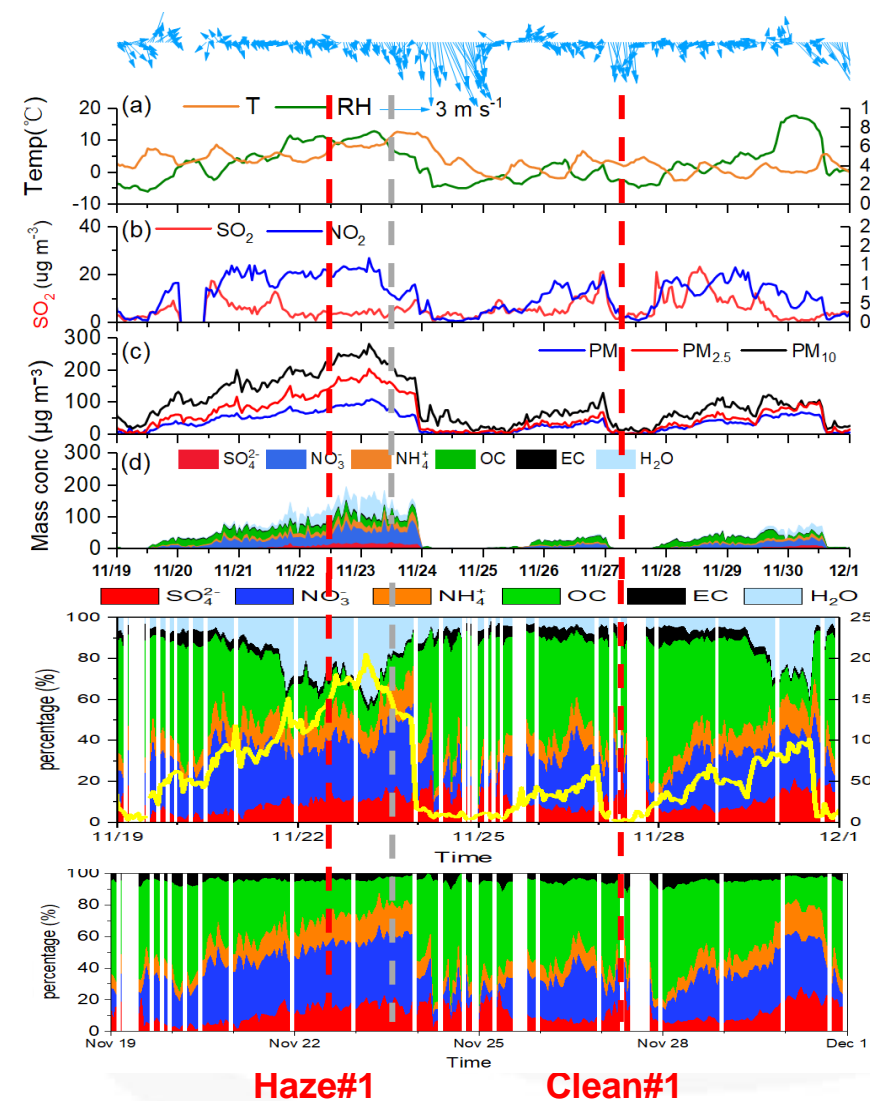 (a) T RH 3 m s⁻¹
Temp(℃)
20
10
0
-10
1
8
6
4
2
0
(b) SO₂ NO₂
SO₂ (ug m⁻³)
40
20
0
2
2
1
1
5
0
(c) PM PM₂.₅ PM₁₀
(μg m⁻³)
300
200
100
0
(d) SO₄²⁻ NO₃⁻ NH₄⁺ OC EC H₂O
Mass conc
300
200
100
0
11/19 11/20 11/21 11/22 11/23 11/24 11/25 11/26 11/27 11/28 11/29 11/30 12/1
SO₄²⁻ NO₃⁻ NH₄⁺ OC EC H₂O
percentage (%)
100
80
60
40
20
0
25
20
15
10
50
0
11/19 11/22 11/25 11/28 12/1
Time
percentage (%)
100
80
60
40
20
0
Nov 19 Nov 22 Nov 25 Nov 28 Dec 1
Time
Haze#1 Clean#1